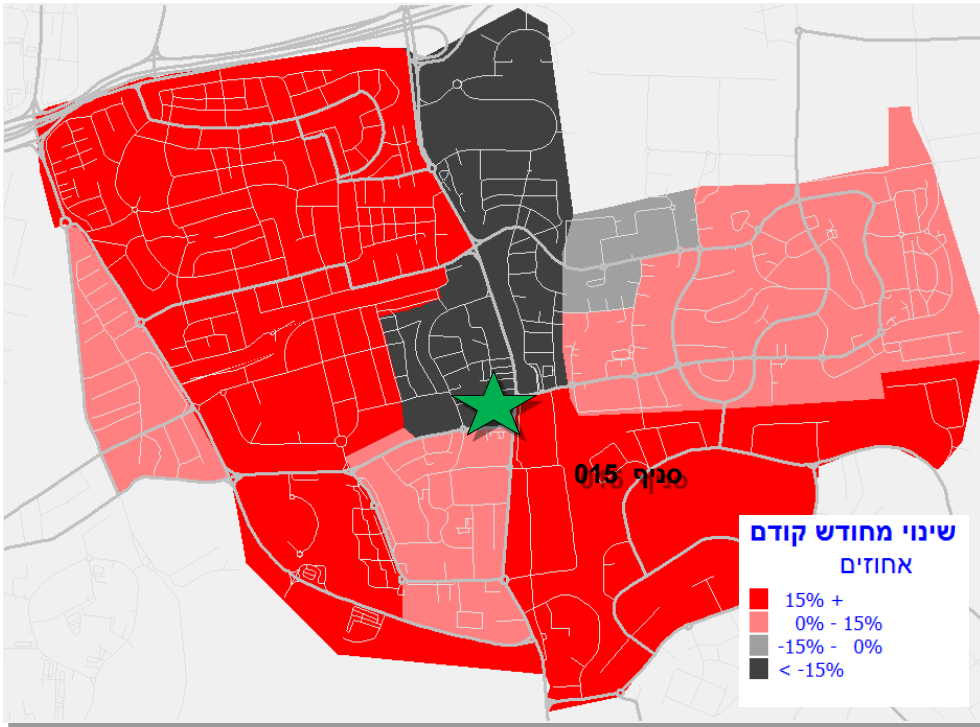 סניף 015
שינוי מחודש קודם
אחוזים
15% +
0% - 15%
-15% - 0%
< -15%